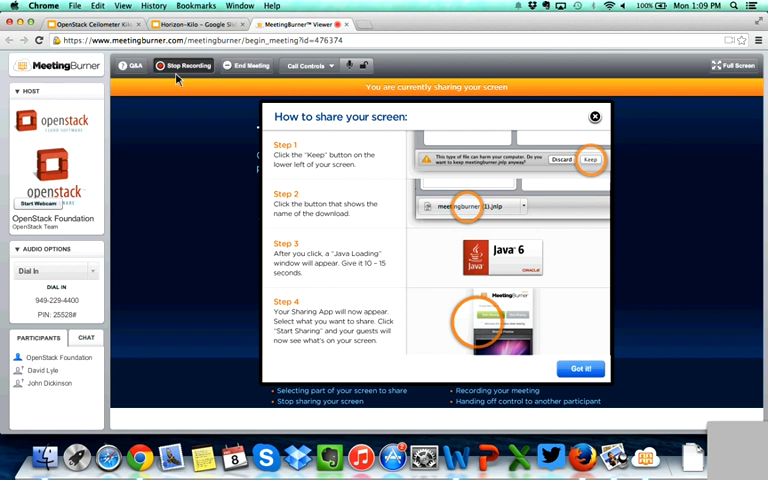 Chrome File Edit View History Bookmarks Window Help
100% Mon 1:09 PM
OpenStack Ceilometer Kilo
Horizon-Kilo – Google Slid
MeetingBurner™ Viewer
https://www.meetingburner.com/meetingburner/begin_meeting?id=476374
MeetingBurner
Q&A
Stop Recording
End Meeting
Call Controls
Full Screen
You are currently sharing your screen
HOST
openstack
CLOUD SOFTWARE
openstack
Start Webcam
OpenStack Foundation
OpenStack Team
AUDIO OPTIONS
Dial In
DIAL IN
949-229-4400
PIN: 25528#
PARTICIPANTS
CHAT
OpenStack Foundation
David Lyle
John Dickinson
How to share your screen:
Step 1
Click the "Keep" button on the
lower left of your screen.
This type of file can harm your computer. Do you
want to keep meetingburner.jnlp anyway?
Discard
Keep
Step 2
Click the button that shows the
name of the download.
meetingburner (1).jnlp
Step 3
After you click, a "Java Loading"
window will appear. Give it 10 – 15
seconds.
Java
Java 6
ORACLE
Step 4
Your Sharing App will now appear.
Select what you want to share. Click
"Start Sharing" and your guests will
now see what's on your screen.
MeetingBurner
Got it!
Selecting part of your screen to share
Recording your meeting
Stop sharing your screen
Handing off control to another participant